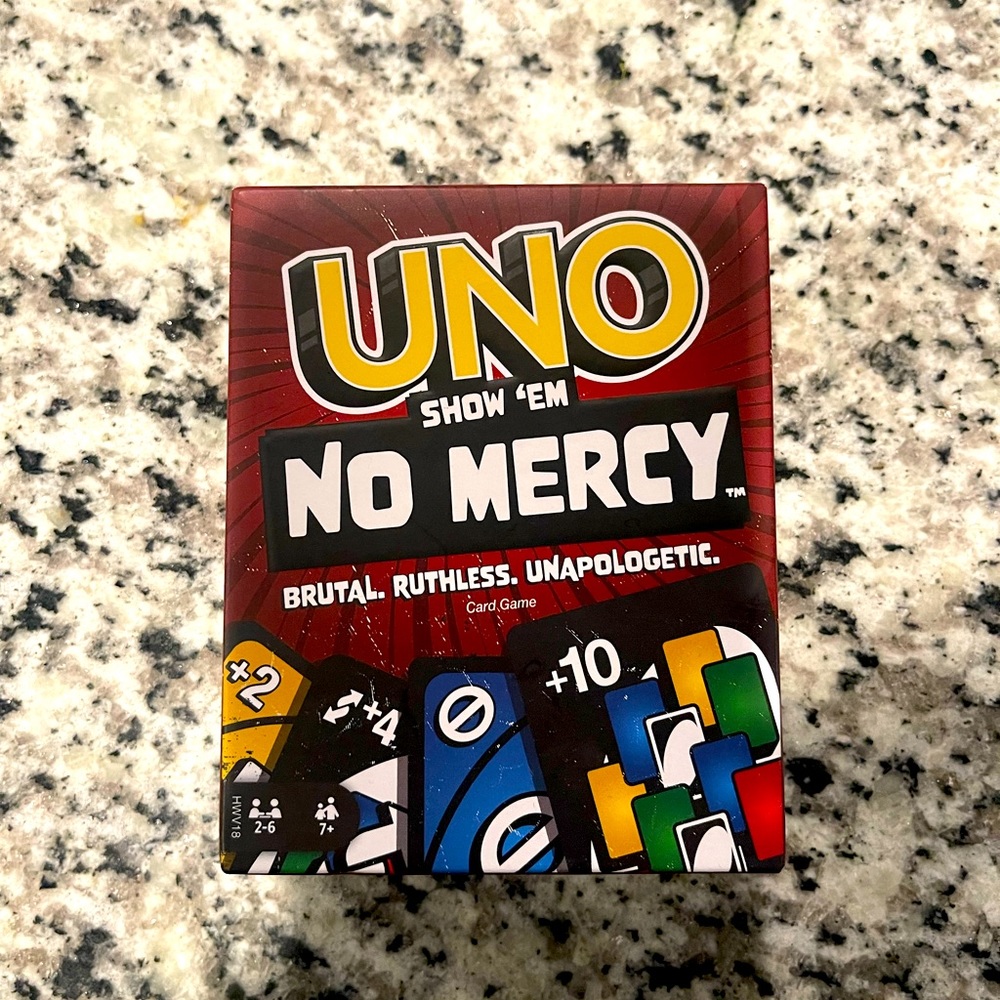 UNO
SHOW 'EM
NO MERCY™
BRUTAL. RUTHLESS. UNAPOLOGETIC.
Card Game
×2
+4
+10
HWV18
2-6
7+